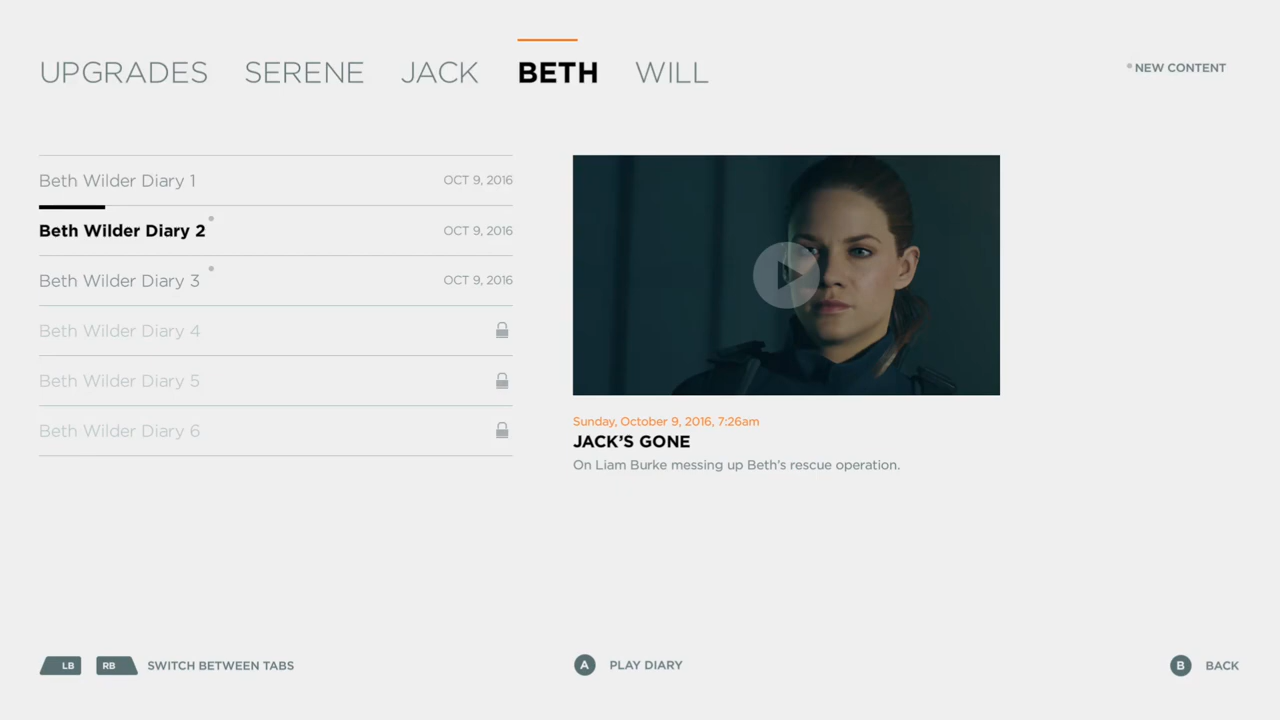 UPGRADES SERENE JACK BETH WILL
NEW CONTENT
Beth Wilder Diary 1 OCT 9, 2016
Beth Wilder Diary 2 OCT 9, 2016
Beth Wilder Diary 3 OCT 9, 2016
Beth Wilder Diary 4
Beth Wilder Diary 5
Beth Wilder Diary 6
Sunday, October 9, 2016, 7:26am
JACK'S GONE
On Liam Burke messing up Beth's rescue operation.
LB RB SWITCH BETWEEN TABS
A PLAY DIARY
B BACK